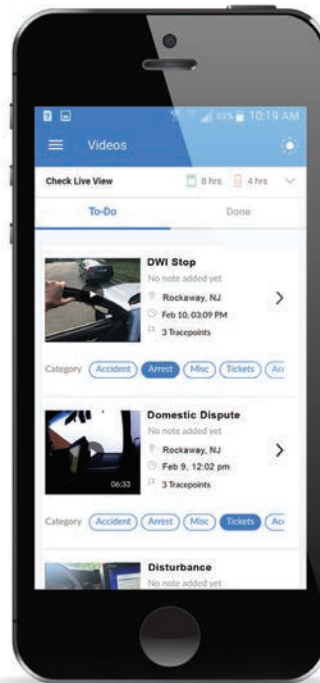 62% 10:19 AM
Videos
Check Live View 8 hrs 4 hrs
To-Do Done
DWI Stop
No note added yet
Rockaway, NJ
Feb 10, 03:09 PM
3 Tracepoints
Category Accident Arrest Misc Tickets Acc
Domestic Dispute
No note added yet
Rockaway, NJ
Feb 9, 12:02 pm
06:33 3 Tracepoints
Category Accident Arrest Misc Tickets Acc
Disturbance
No note added yet